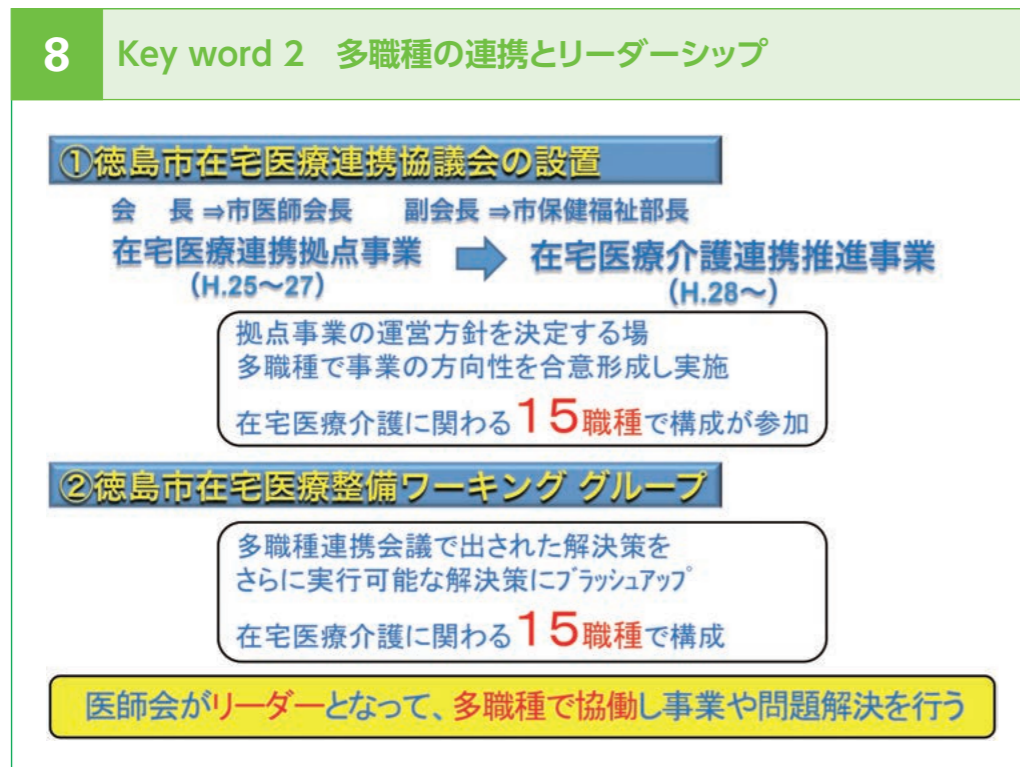 8 Key word 2 多職種の連携とリーダーシップ
①徳島市在宅医療連携協議会の設置
会 長 ⇒市医師会長 副会長 ⇒市保健福祉部長
在宅医療連携拠点事業 在宅医療介護連携推進事業
(H.25～27) (H.28～)
拠点事業の運営方針を決定する場
多職種で事業の方向性を合意形成し実施
在宅医療介護に関わる15職種で構成が参加
②徳島市在宅医療整備ワーキング グループ
多職種連携会議で出された解決策を
さらに実行可能な解決策にﾌﾞﾗｯｼｭｱｯﾌﾟ
在宅医療介護に関わる15職種で構成
医師会がリーダーとなって、多職種で協働し事業や問題解決を行う